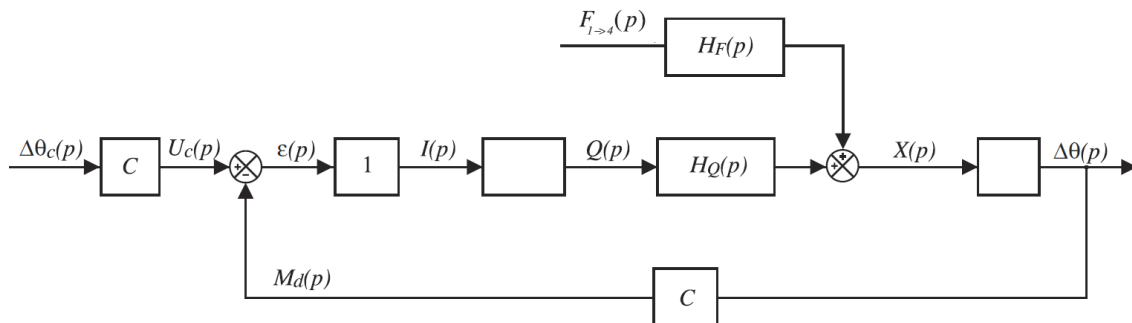 F1→4(p)
HF(p)
Δθc(p)
C
Uc(p)
+
−
ε(p)
1
I(p)
Q(p)
HQ(p)
+
+
X(p)
Δθ(p)
Md(p)
C